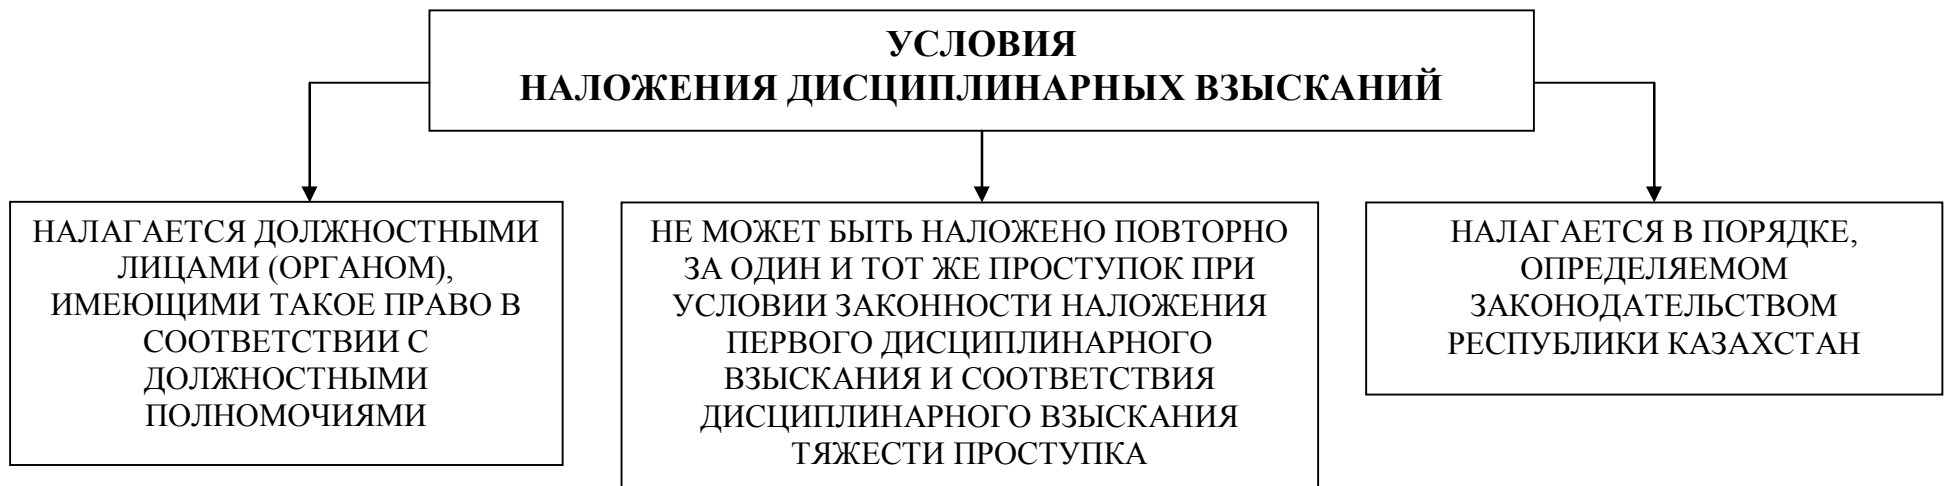 УСЛОВИЯ
НАЛОЖЕНИЯ ДИСЦИПЛИНАРНЫХ ВЗЫСКАНИЙ
НАЛАГАЕТСЯ ДОЛЖНОСТНЫМИ
ЛИЦАМИ (ОРГАНОМ),
ИМЕЮЩИМИ ТАКОЕ ПРАВО В
СООТВЕТСТВИИ С
ДОЛЖНОСТНЫМИ
ПОЛНОМОЧИЯМИ
НЕ МОЖЕТ БЫТЬ НАЛОЖЕНО ПОВТОРНО
ЗА ОДИН И ТОТ ЖЕ ПРОСТУПОК ПРИ
УСЛОВИИ ЗАКОННОСТИ НАЛОЖЕНИЯ
ПЕРВОГО ДИСЦИПЛИНАРНОГО
ВЗЫСКАНИЯ И СООТВЕТСТВИЯ
ДИСЦИПЛИНАРНОГО ВЗЫСКАНИЯ
ТЯЖЕСТИ ПРОСТУПКА
НАЛАГАЕТСЯ В ПОРЯДКЕ,
ОПРЕДЕЛЯЕМОМ
ЗАКОНОДАТЕЛЬСТВОМ
РЕСПУБЛИКИ КАЗАХСТАН